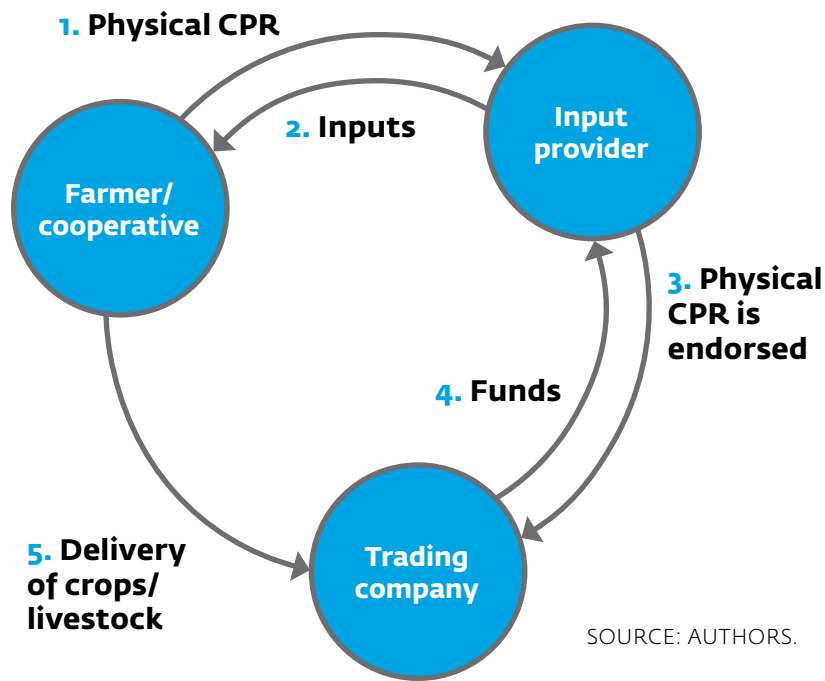 1. Physical CPR
Input
provider
2. Inputs
Farmer/
cooperative
3. Physical
CPR is
endorsed
4. Funds
5. Delivery
of crops/
livestock
Trading
company
SOURCE: AUTHORS.